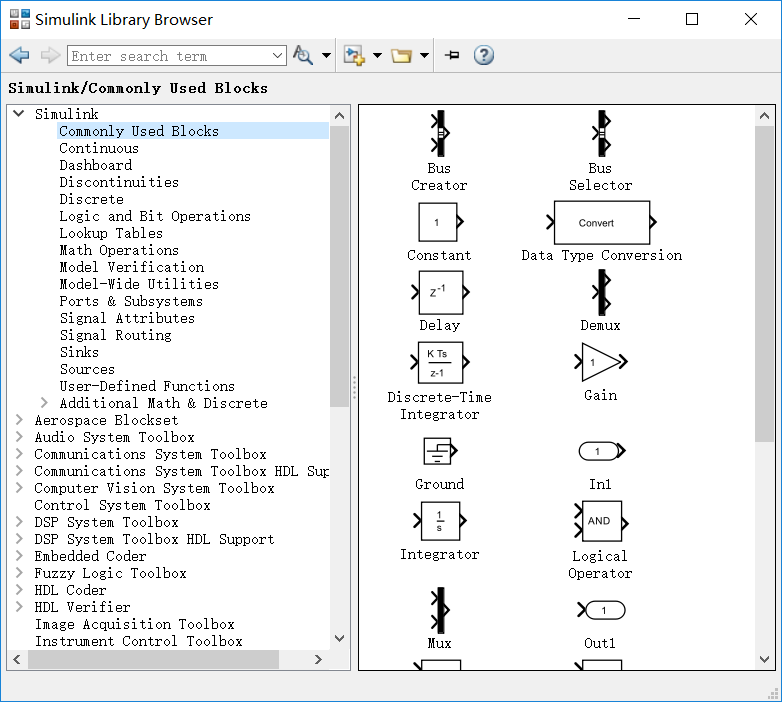 Simulink Library Browser
Enter search term
Simulink/Commonly Used Blocks
Simulink
Commonly Used Blocks
Continuous
Dashboard
Discontinuities
Discrete
Logic and Bit Operations
Lookup Tables
Math Operations
Model Verification
Model-Wide Utilities
Ports & Subsystems
Signal Attributes
Signal Routing
Sinks
Sources
User-Defined Functions
Additional Math & Discrete
Aerospace Blockset
Audio System Toolbox
Communications System Toolbox
Communications System Toolbox HDL Sup
Computer Vision System Toolbox
Control System Toolbox
DSP System Toolbox
DSP System Toolbox HDL Support
Embedded Coder
Fuzzy Logic Toolbox
HDL Coder
HDL Verifier
Image Acquisition Toolbox
Instrument Control Toolbox
Bus
Creator
Bus
Selector
1
Constant
Convert
Data Type Conversion
Z-1
Delay
Demux
K Ts
z-1
Discrete-Time
Integrator
1
Gain
Ground
1
In1
1
s
Integrator
AND
Logical
Operator
Mux
1
Out1